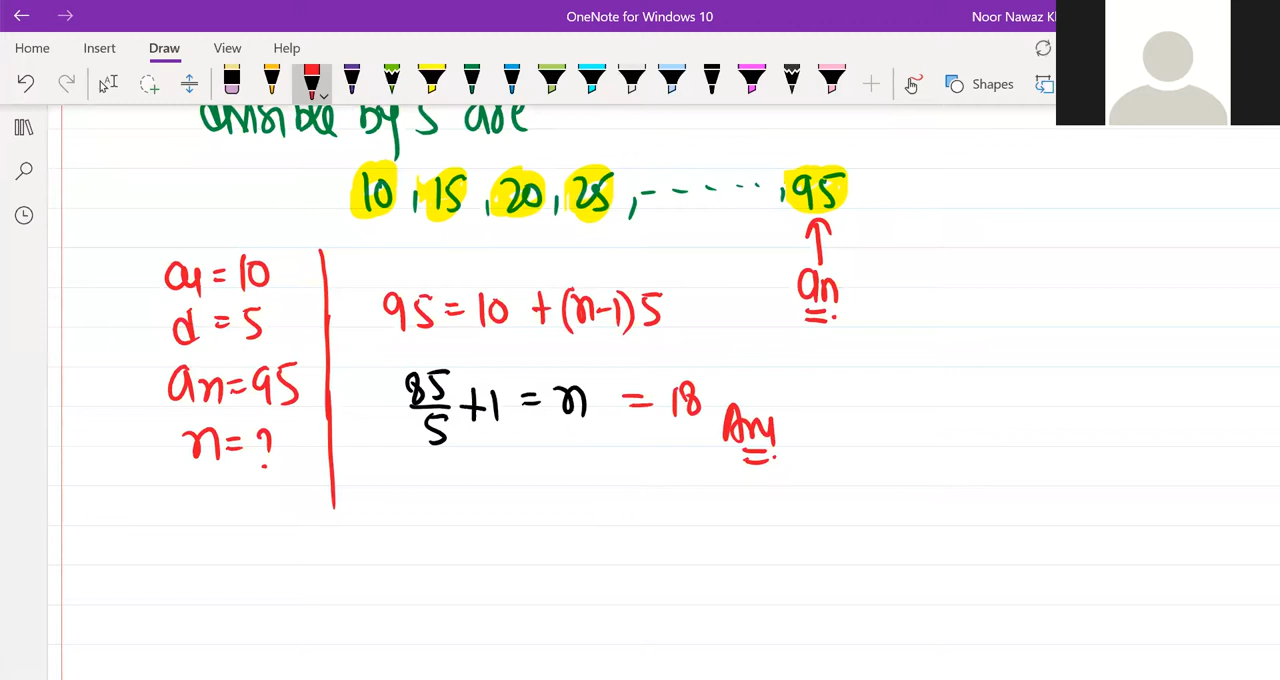 OneNote for Windows 10
Noor Nawaz Kh
Home Insert Draw View Help
Shapes
divisible by 5 are
10, 15, 20, 25, ------, 95
an
a1 = 10
d = 5
an = 95
n = ?
95 = 10 + (n-1)5
85/5 + 1 = n = 18
Ans